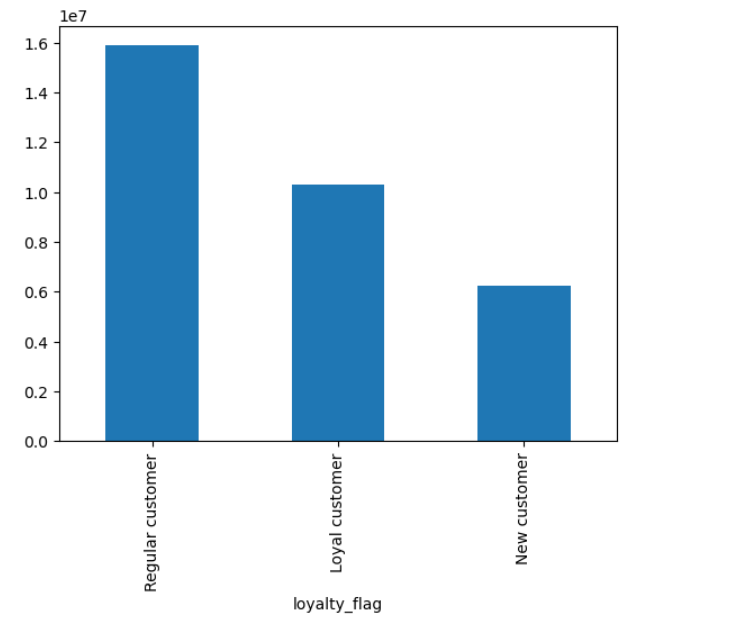 1e7
1.6
1.4
1.2
1.0
0.8
0.6
0.4
0.2
0.0
Regular customer
Loyal customer
New customer
loyalty_flag